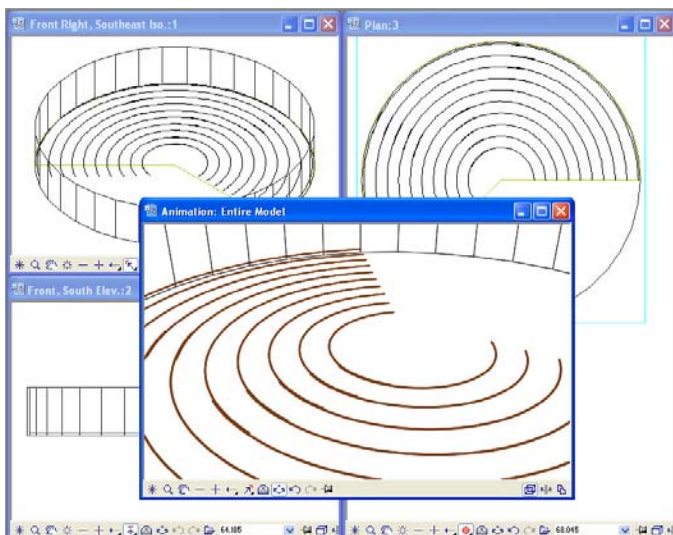 Front Right, Southeast Iso.:1
Plan:3
Animation: Entire Model
Front, South Elev.:2
64.185
68.045